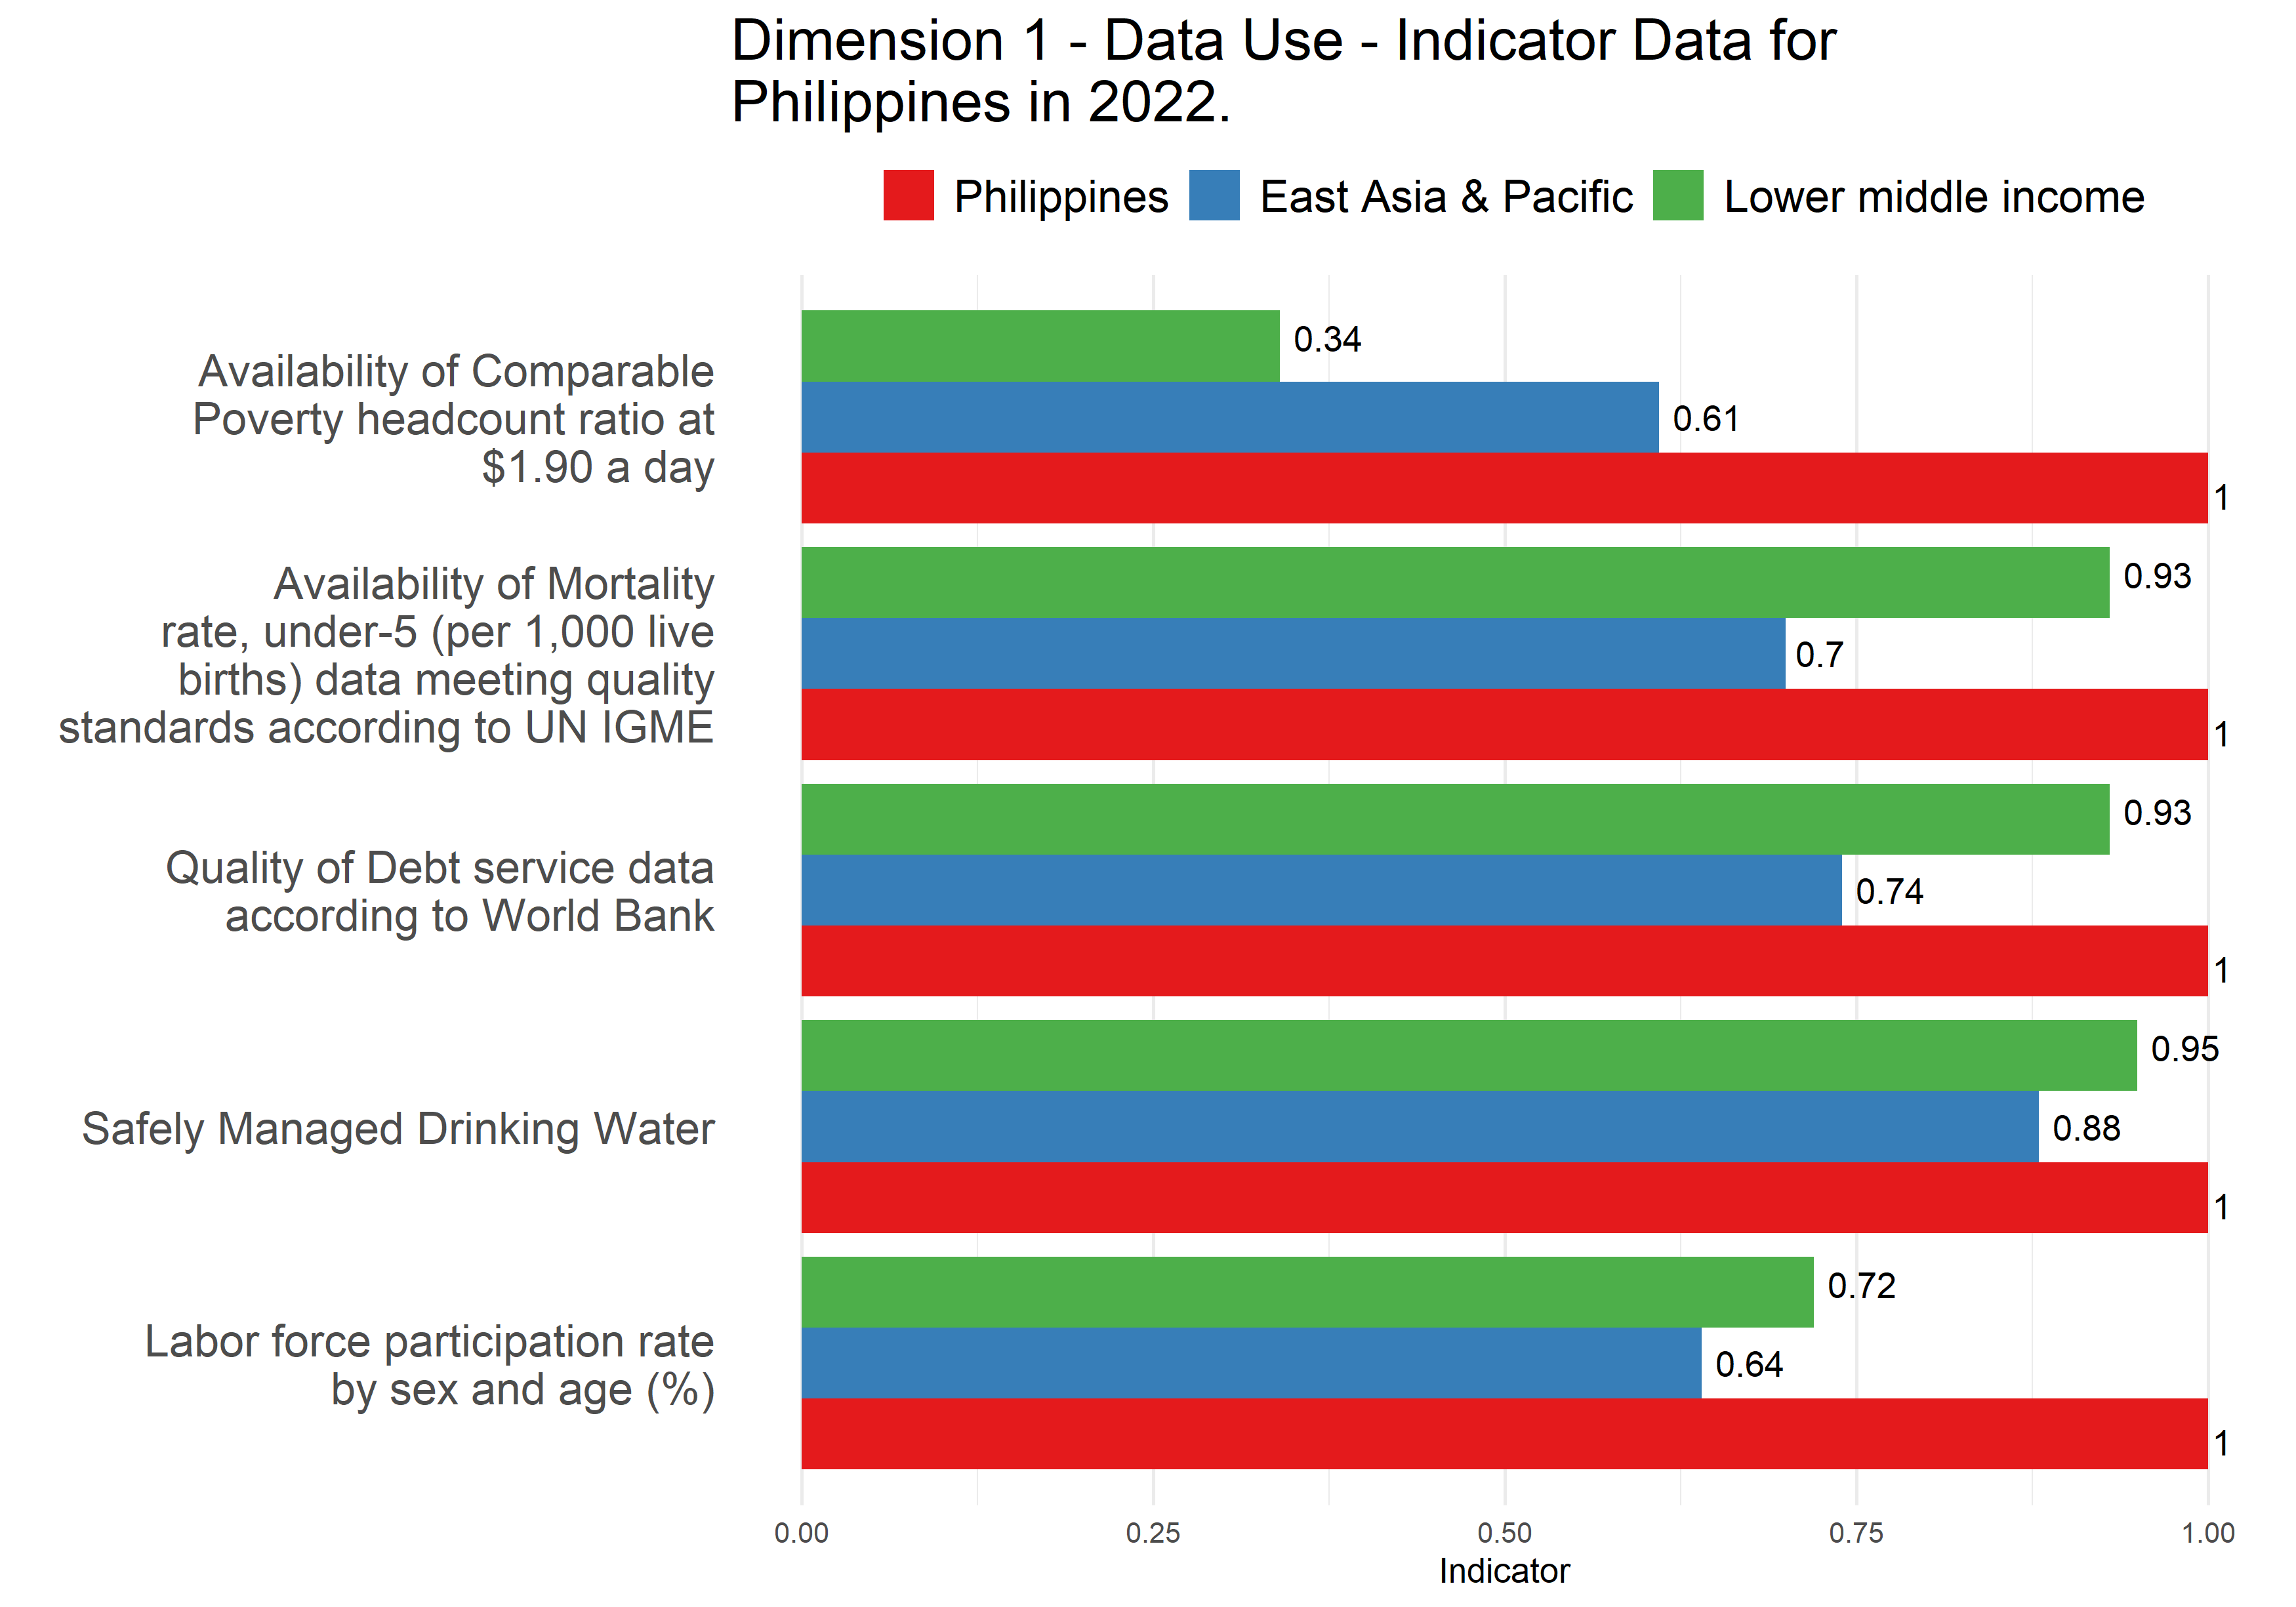 Dimension 1 - Data Use - Indicator Data for
Philippines in 2022.
Philippines East Asia & Pacific Lower middle income
Availability of Comparable
Poverty headcount ratio at
$1.90 a day
0.34
0.61
1
Availability of Mortality
rate, under-5 (per 1,000 live
births) data meeting quality
standards according to UN IGME
0.93
0.7
1
Quality of Debt service data
according to World Bank
0.93
0.74
1
Safely Managed Drinking Water
0.95
0.88
1
Labor force participation rate
by sex and age (%)
0.72
0.64
1
0.00 0.25 0.50 0.75 1.00
Indicator